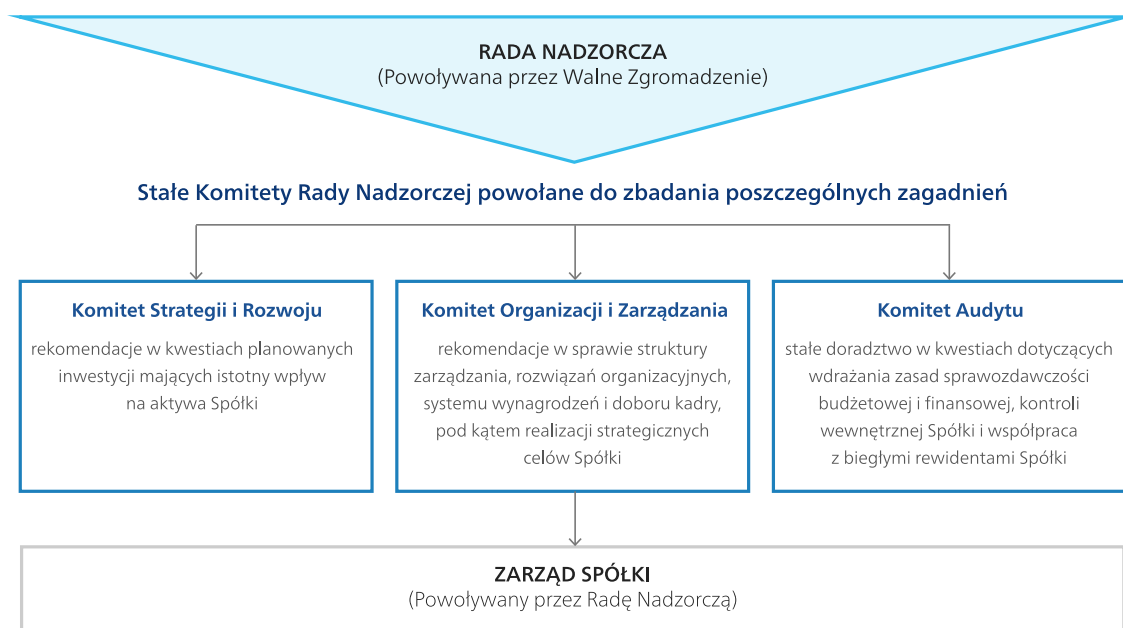 RADA NADZORCZA
(Powoływana przez Walne Zgromadzenie)
Stałe Komitety Rady Nadzorczej powołane do zbadania poszczególnych zagadnień
Komitet Strategii i Rozwoju
rekomendacje w kwestiach planowanych
inwestycji mających istotny wpływ
na aktywa Spółki
Komitet Organizacji i Zarządzania
rekomendacje w sprawie struktury
zarządzania, rozwiązań organizacyjnych,
systemu wynagrodzeń i doboru kadry,
pod kątem realizacji strategicznych
celów Spółki
Komitet Audytu
stałe doradztwo w kwestiach dotyczących
wdrażania zasad sprawozdawczości
budżetowej i finansowej, kontroli
wewnętrznej Spółki i współpraca
z biegłymi rewidentami Spółki
ZARZĄD SPÓŁKI
(Powoływany przez Radę Nadzorczą)